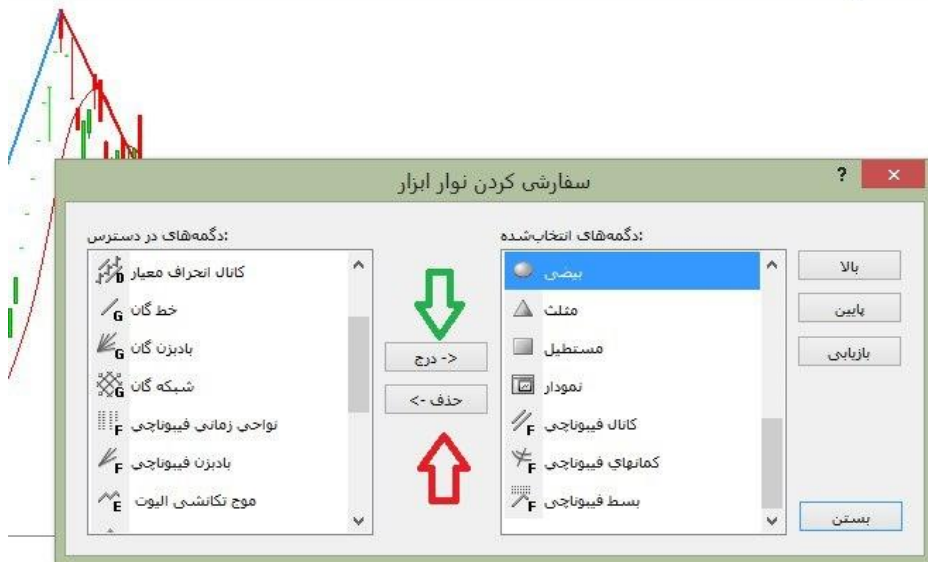 سفارشی کردن نوار ابزار
?
دگمه‌های در دسترس:
کانال انحراف معیار
D
خط گان
G
بادبزن گان
G
شبکه گان
G
نواحی زمانی فیبوناچی
F
بادبزن فیبوناچی
F
موج تکانشی الیوت
E
درج ->
حذف <-
دگمه‌های انتخاب‌شده:
بیضی
مثلث
مستطیل
نمودار
کانال فیبوناچی
F
کمانهای فیبوناچی
F
بسط فیبوناچی
F
بالا
پایین
بازیابی
بستن